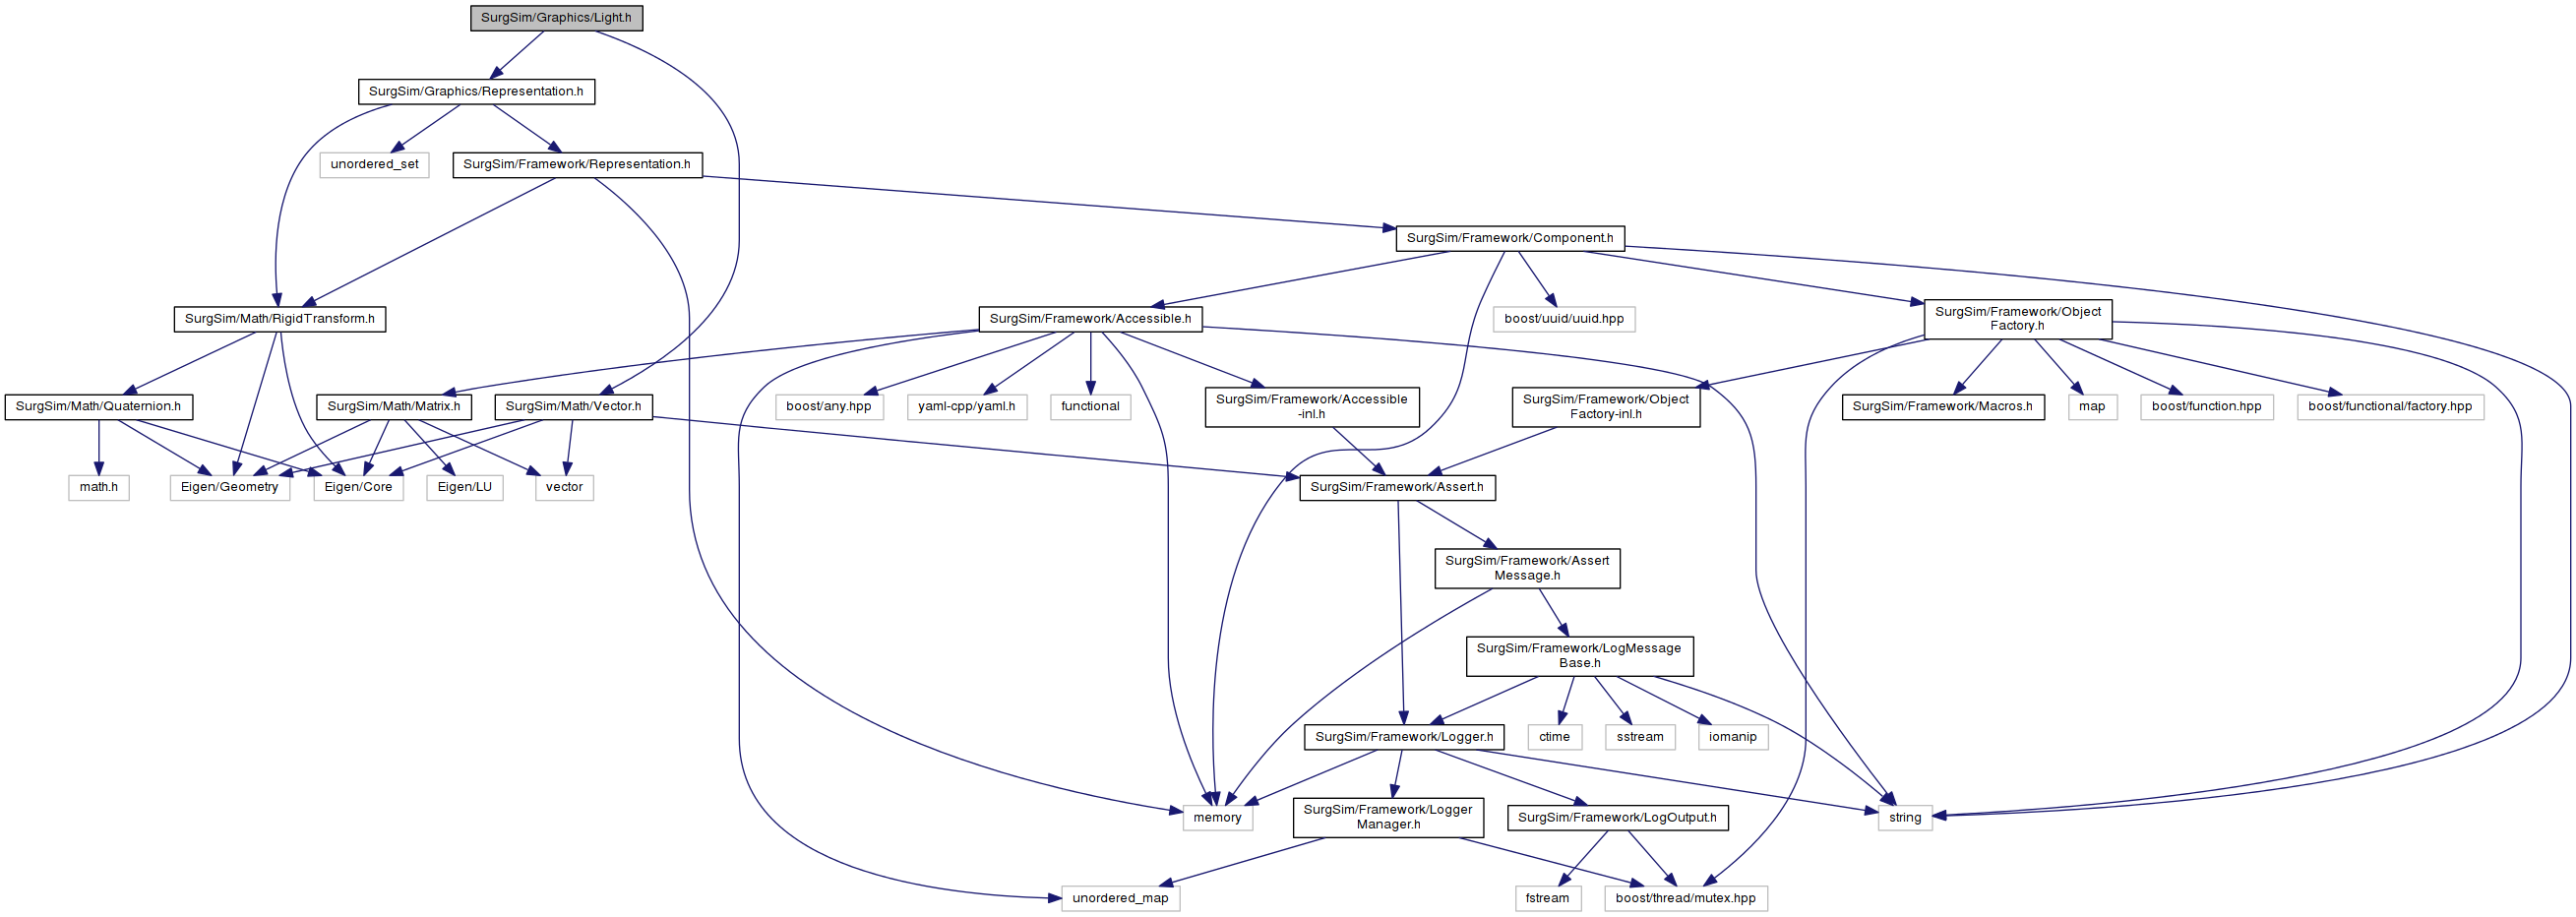 SurgSim/Graphics/Light.h
SurgSim/Graphics/Representation.h
unordered_set
SurgSim/Framework/Representation.h
SurgSim/Framework/Component.h
SurgSim/Math/RigidTransform.h
SurgSim/Framework/Accessible.h
boost/uuid/uuid.hpp
SurgSim/Framework/Object
Factory.h
SurgSim/Math/Quaternion.h
SurgSim/Math/Matrix.h
SurgSim/Math/Vector.h
boost/any.hpp
yaml-cpp/yaml.h
functional
SurgSim/Framework/Accessible
-inl.h
SurgSim/Framework/Object
Factory-inl.h
SurgSim/Framework/Macros.h
map
boost/function.hpp
boost/functional/factory.hpp
math.h
Eigen/Geometry
Eigen/Core
Eigen/LU
vector
SurgSim/Framework/Assert.h
SurgSim/Framework/Assert
Message.h
SurgSim/Framework/LogMessage
Base.h
SurgSim/Framework/Logger.h
ctime
sstream
iomanip
memory
SurgSim/Framework/Logger
Manager.h
SurgSim/Framework/LogOutput.h
string
unordered_map
fstream
boost/thread/mutex.hpp